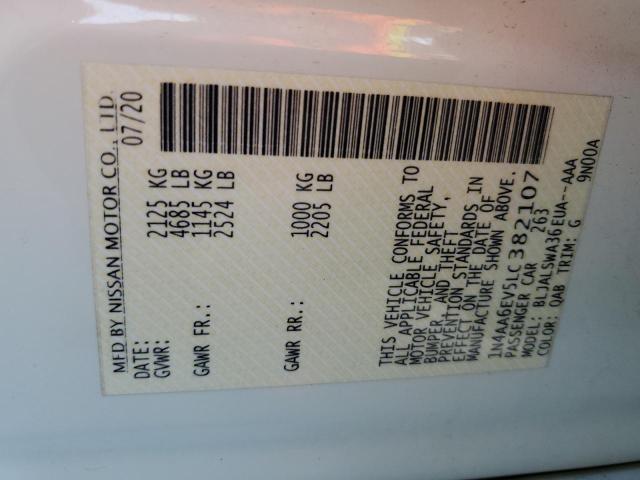 MFD BY NISSAN MOTOR CO., LTD.
DATE: 07/20
GVWR: 2125 KG
4685 LB
GAWR FR.: 1145 KG
2524 LB
GAWR RR.: 1000 KG
2205 LB
THIS VEHICLE CONFORMS TO
ALL APPLICABLE FEDERAL
MOTOR VEHICLE SAFETY,
BUMPER, AND THEFT
PREVENTION STANDARDS IN
EFFECT ON THE DATE OF
MANUFACTURE SHOWN ABOVE.
1N4AA6EV5LC382107
PASSENGER CAR 263
MODEL: BLJALSWA36EUA--AAA
COLOR: QAB TRIM: G 9N00A